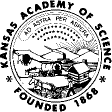 KANSAS ACADEMY OF SCIENCE
AD ASTRA PER ASPERA
FOUNDED 1868